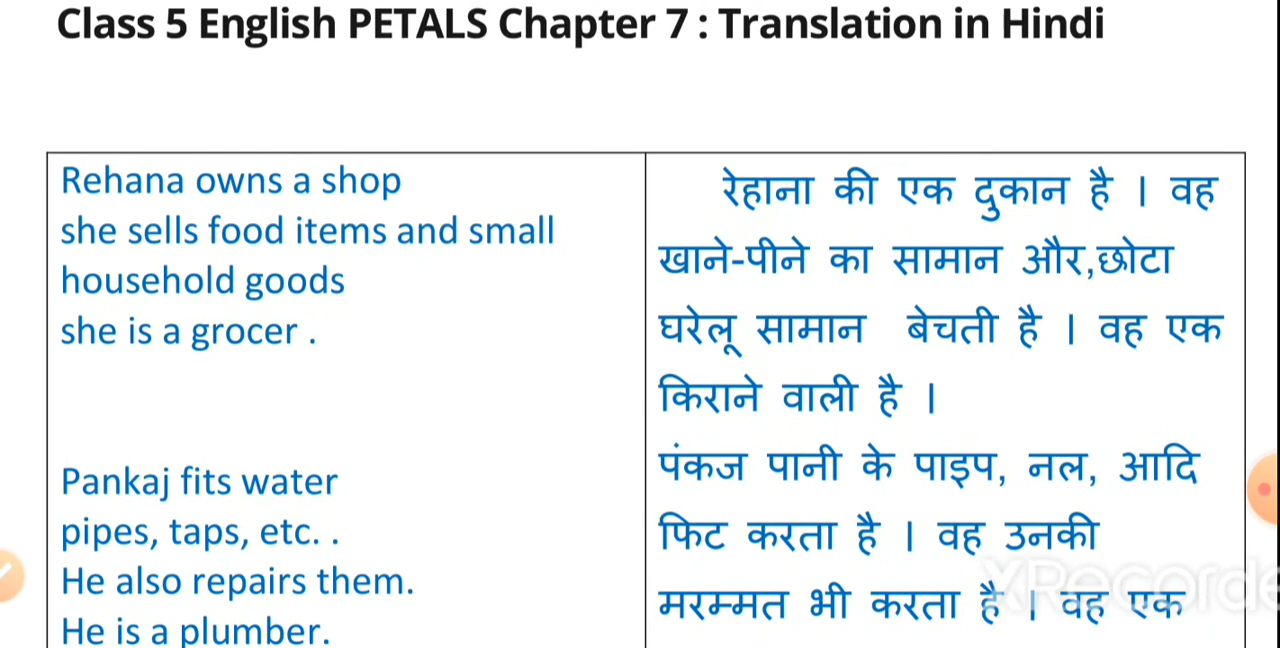 Class 5 English PETALS Chapter 7 : Translation in Hindi
Rehana owns a shop
she sells food items and small
household goods
she is a grocer .
Pankaj fits water
pipes, taps, etc. .
He also repairs them.
He is a plumber.
रेहाना की एक दुकान है । वह
खाने-पीने का सामान और,छोटा
घरेलू सामान बेचती है । वह एक
किराने वाली है ।
पंकज पानी के पाइप, नल, आदि
फिट करता है । वह उनकी
मरम्मत भी करता है । वह एक
XRecorde